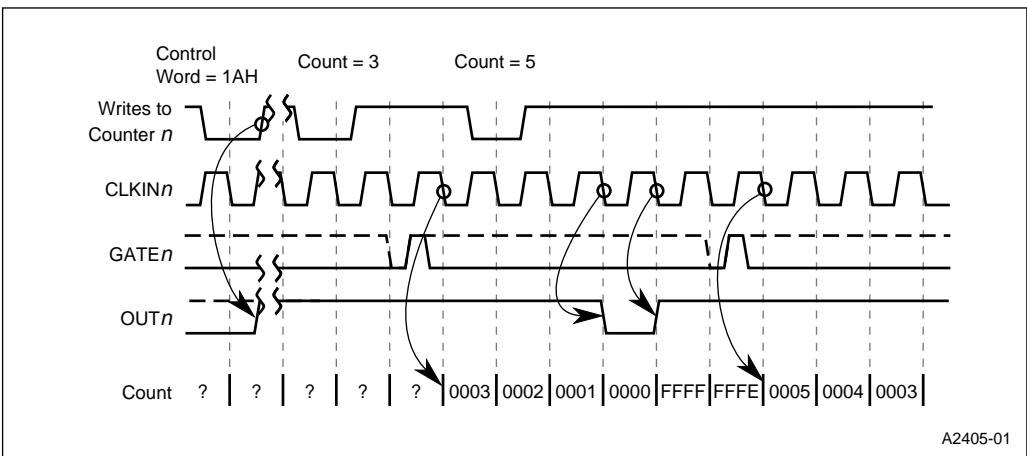 Control
Word = 1AH Count = 3 Count = 5
Writes to
Counter n
CLKINn
GATEn
OUTn
Count ? ? ? ? ? 0003 0002 0001 0000 FFFF FFFE 0005 0004 0003
A2405-01